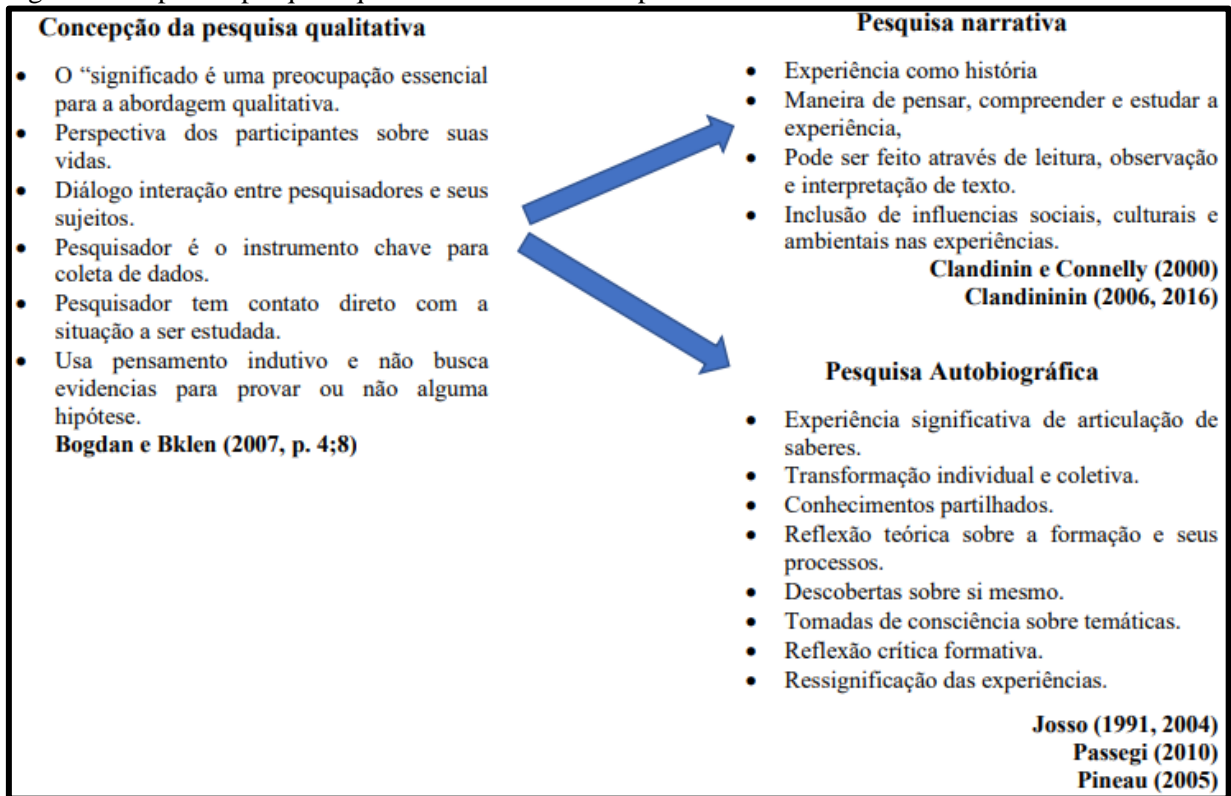 Concepção da pesquisa qualitativa
• O “significado é uma preocupação essencial
para a abordagem qualitativa.
• Perspectiva dos participantes sobre suas
vidas.
• Diálogo interação entre pesquisadores e seus
sujeitos.
• Pesquisador é o instrumento chave para
coleta de dados.
• Pesquisador tem contato direto com a
situação a ser estudada.
• Usa pensamento indutivo e não busca
evidencias para provar ou não alguma
hipótese.
Bogdan e Bklen (2007, p. 4;8)
Pesquisa narrativa
• Experiência como história
• Maneira de pensar, compreender e estudar a
experiência,
• Pode ser feito através de leitura, observação
e interpretação de texto.
• Inclusão de influencias sociais, culturais e
ambientais nas experiências.
Clandinin e Connelly (2000)
Clandininin (2006, 2016)
Pesquisa Autobiográfica
• Experiência significativa de articulação de
saberes.
• Transformação individual e coletiva.
• Conhecimentos partilhados.
• Reflexão teórica sobre a formação e seus
processos.
• Descobertas sobre si mesmo.
• Tomadas de consciência sobre temáticas.
• Reflexão crítica formativa.
• Ressignificação das experiências.
Josso (1991, 2004)
Passegi (2010)
Pineau (2005)